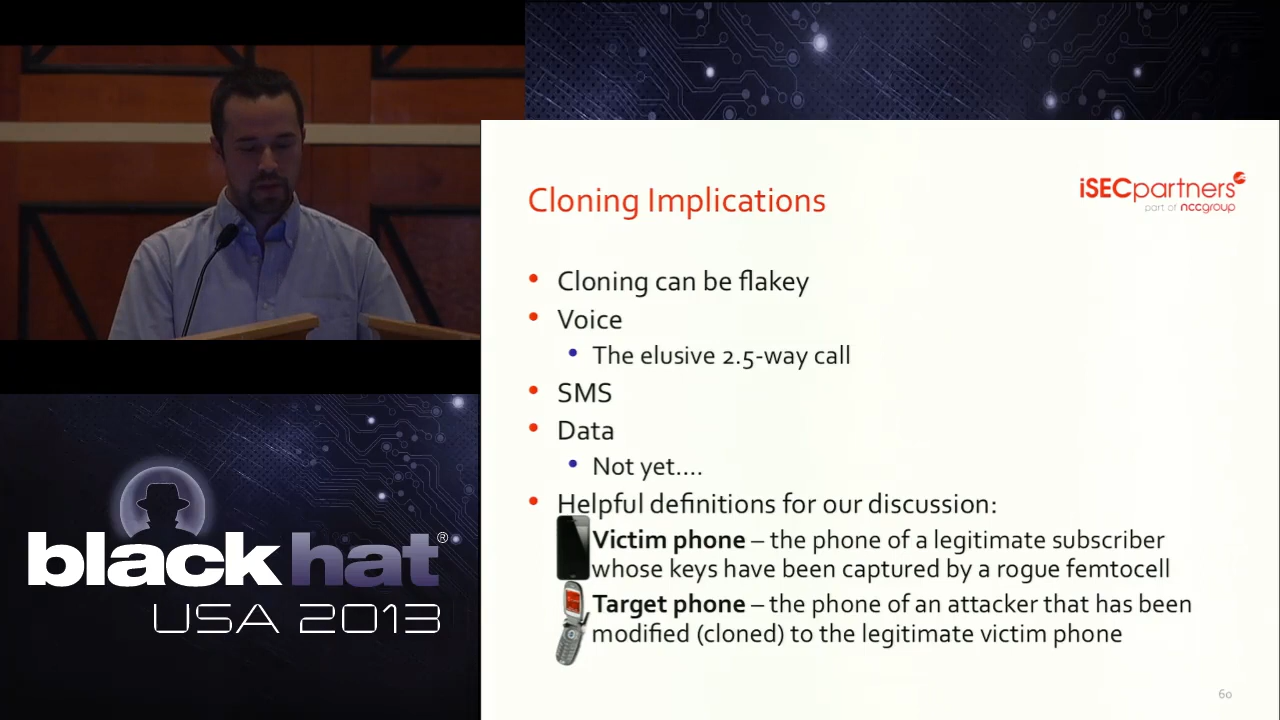 Cloning Implications
iSECpartners
part of nccgroup
• Cloning can be flakey
• Voice
• The elusive 2.5-way call
• SMS
• Data
• Not yet....
• Helpful definitions for our discussion:
Victim phone – the phone of a legitimate subscriber
whose keys have been captured by a rogue femtocell
Target phone – the phone of an attacker that has been
modified (cloned) to the legitimate victim phone
60
black hat®
USA 2013